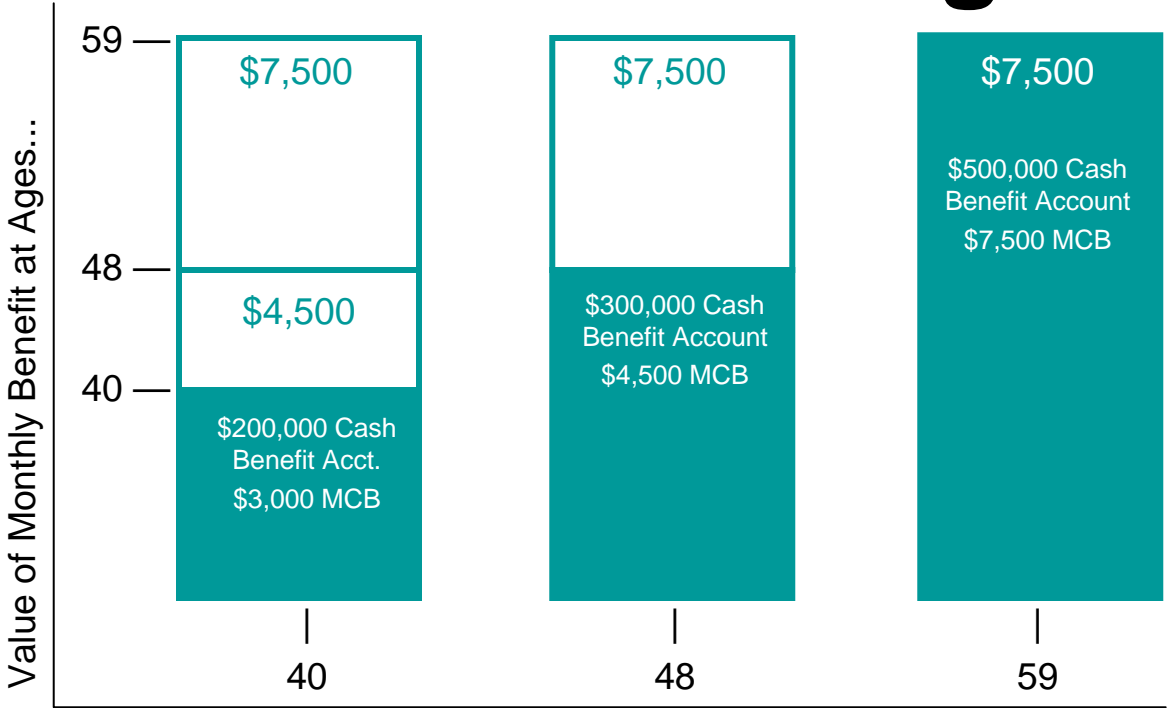 Value of Monthly Benefit at Ages...
59
48
40
$7,500
$4,500
$200,000 Cash
Benefit Acct.
$3,000 MCB
$7,500
$300,000 Cash
Benefit Account
$4,500 MCB
$7,500
$500,000 Cash
Benefit Account
$7,500 MCB
40
48
59